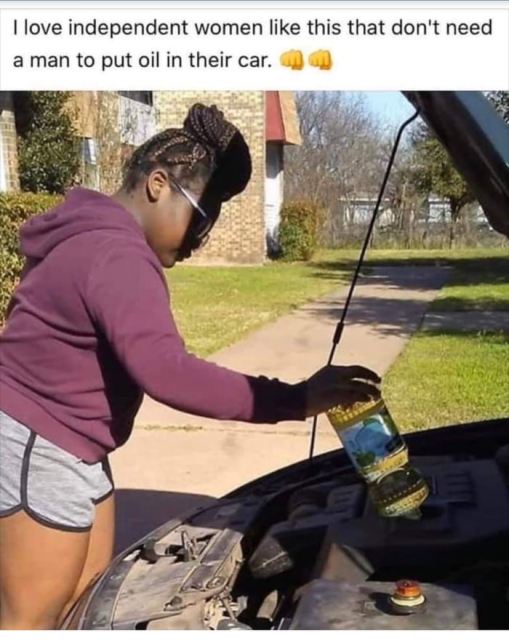 I love independent women like this that don't need
a man to put oil in their car. 👊👊